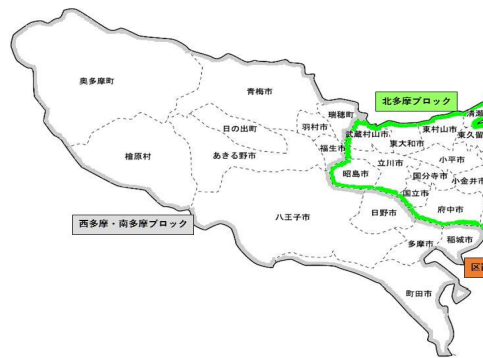 奥多摩町
青梅市
瑞穂町
北多摩ブロック
清瀬
日の出町
羽村市
武蔵村山市
東村山市
東久留
福生市
東大和市
檜原村
あきる野市
昭島市
立川市
小平市
国分寺市
小金井市
国立市
西多摩・南多摩ブロック
八王子市
日野市
府中市
多摩市
稲城市
町田市